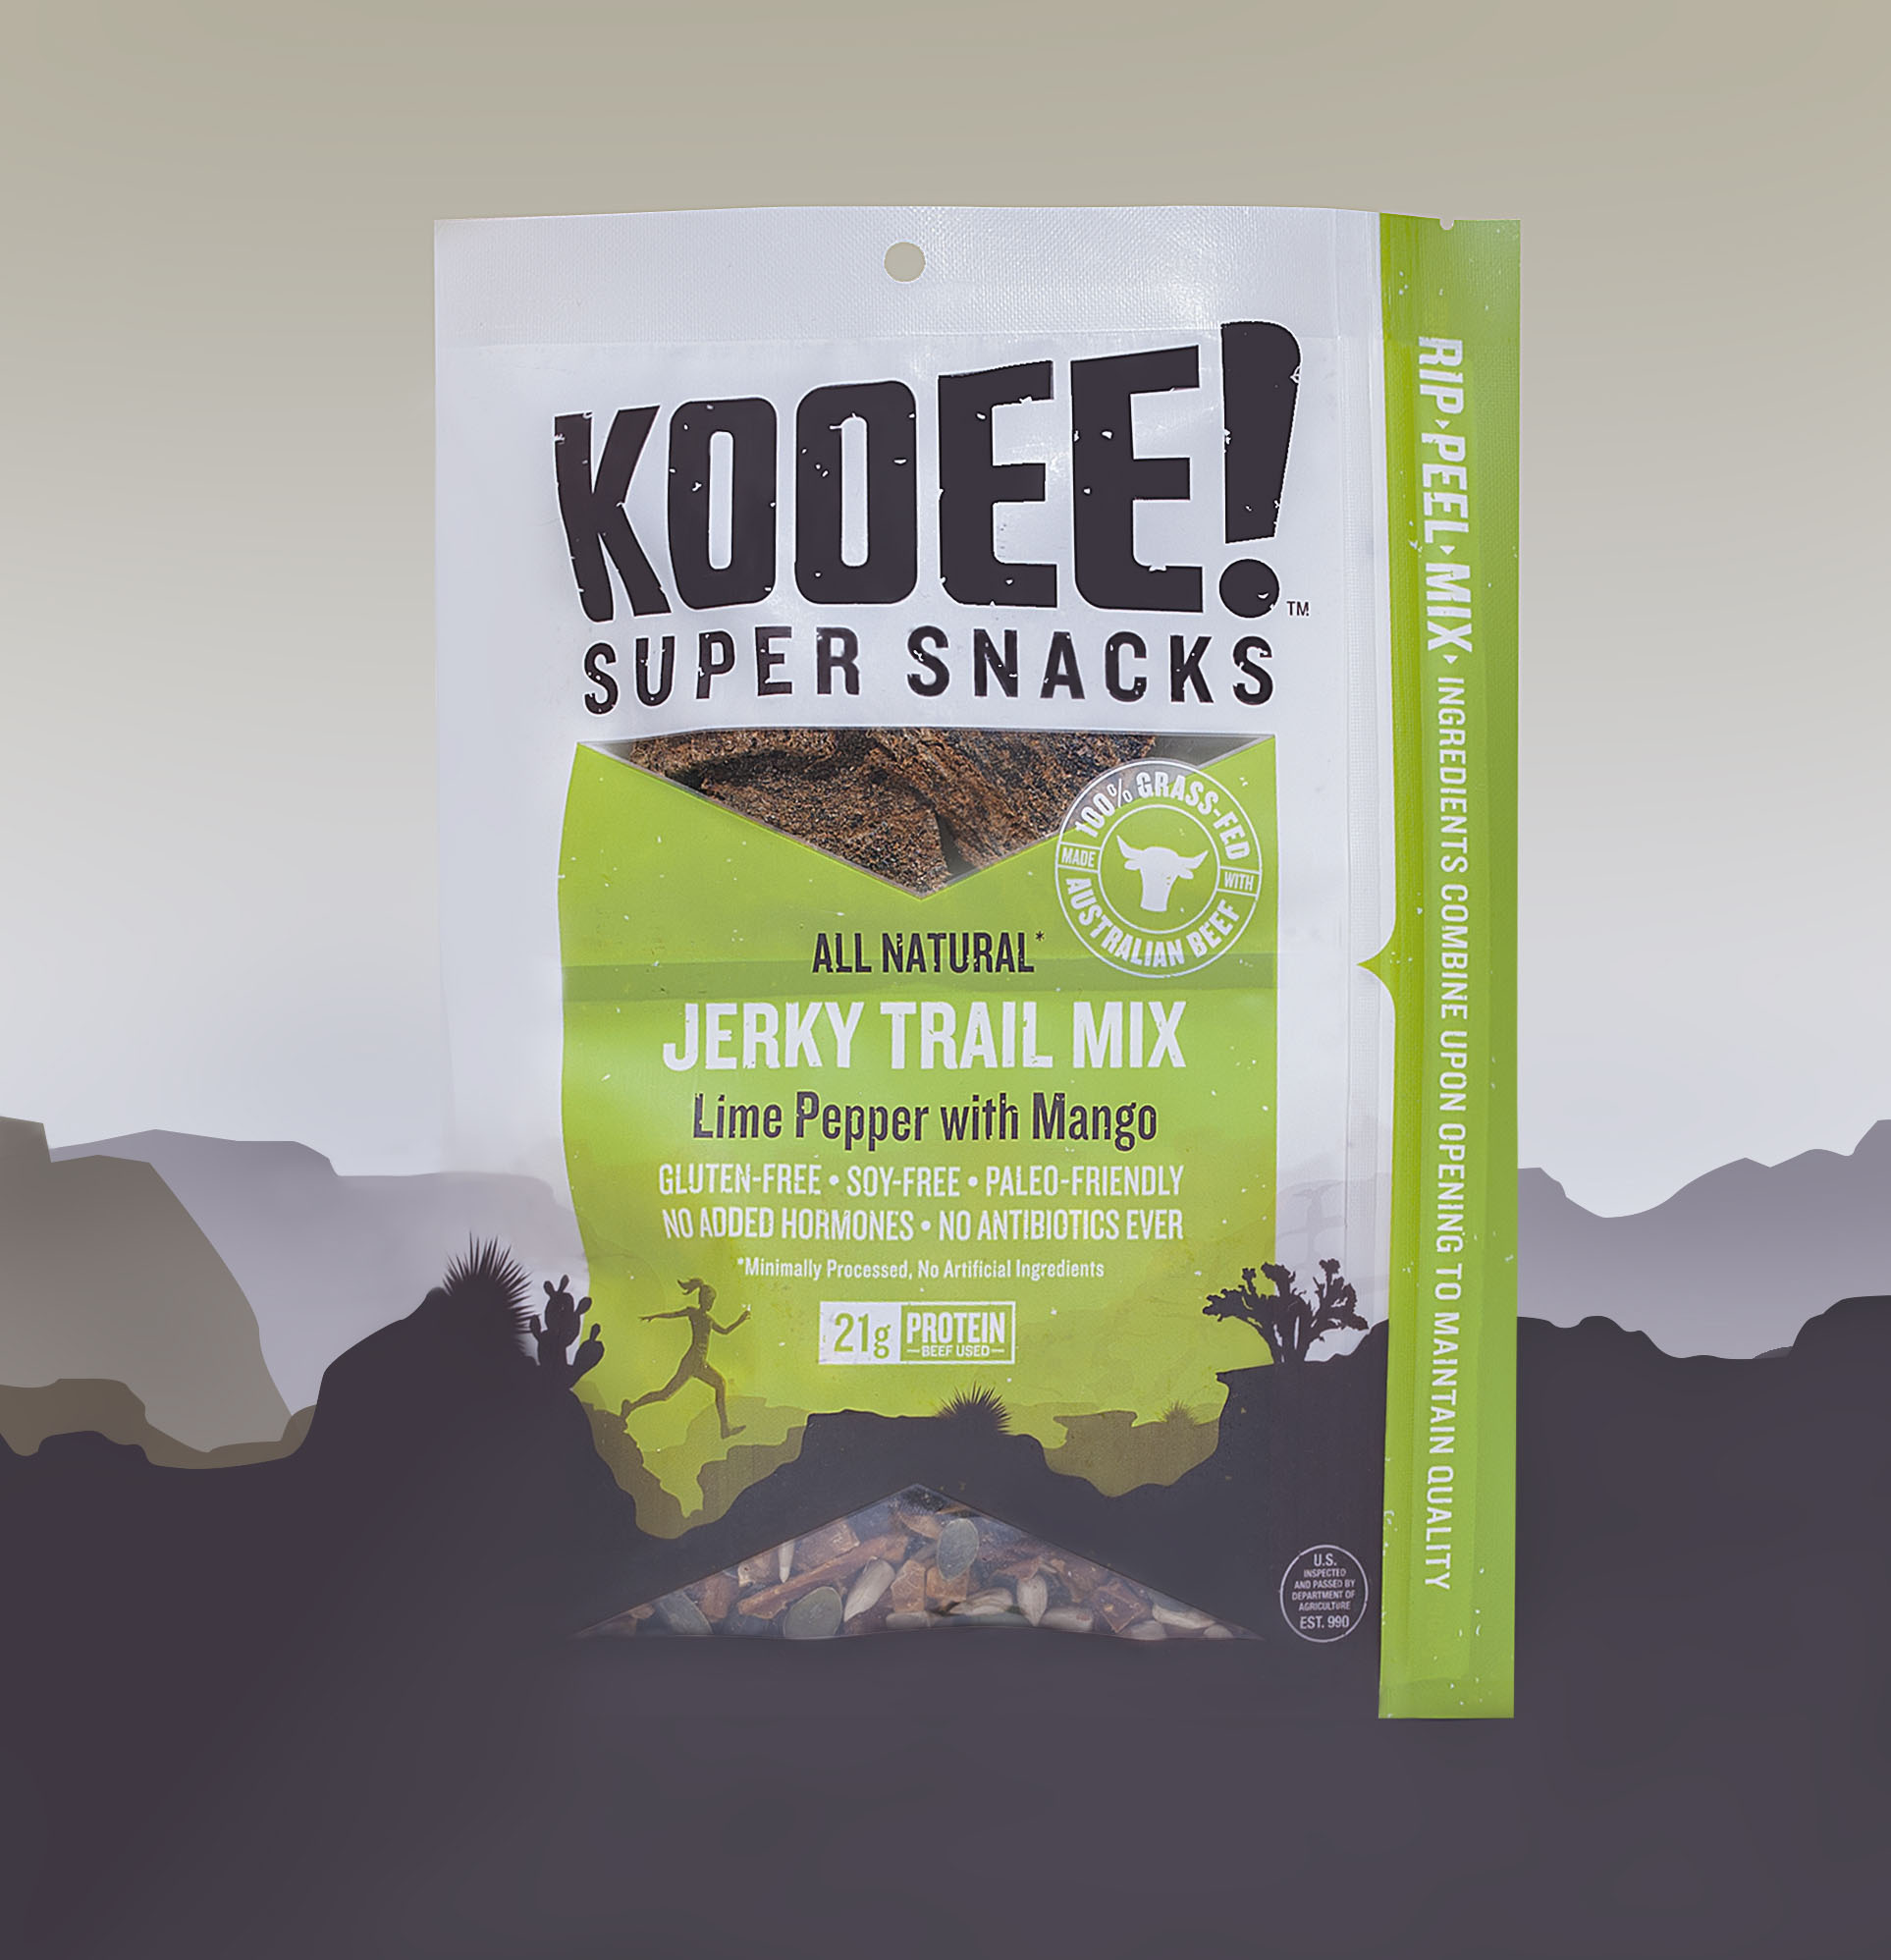 KOOEE!™
SUPER SNACKS
100% GRASS-FED
MADE WITH
AUSTRALIAN BEEF
ALL NATURAL*
JERKY TRAIL MIX
Lime Pepper with Mango
GLUTEN-FREE • SOY-FREE • PALEO-FRIENDLY
NO ADDED HORMONES • NO ANTIBIOTICS EVER
*Minimally Processed, No Artificial Ingredients
21g PROTEIN
BEEF USED
U.S.
INSPECTED
AND PASSED BY
DEPARTMENT OF
AGRICULTURE
EST. 990
RIP • PEEL • MIX • INGREDIENTS COMBINE UPON OPENING TO MAINTAIN QUALITY